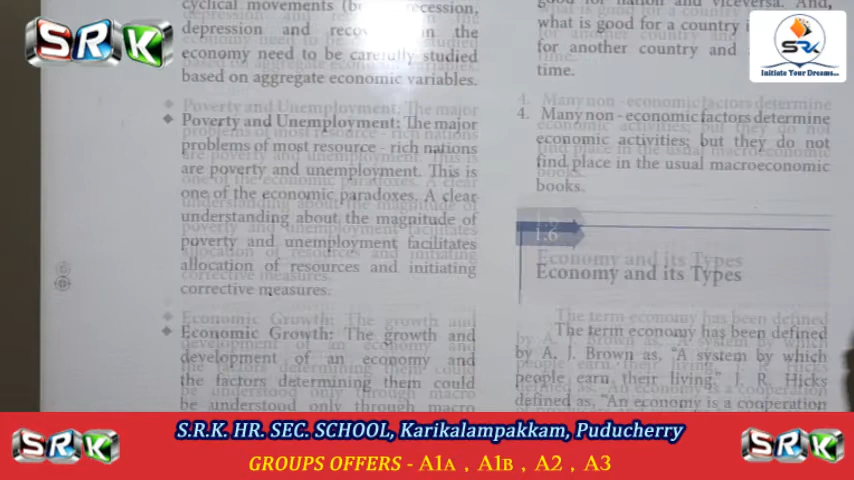 SRK
cyclical movements recession,
depression and in the
economy need to be carefully studied
based on aggregate economic variables.
Poverty and Unemployment: The major
problems of most resource - rich nations
are poverty and unemployment. This is
one of the economic paradoxes. A clear
understanding about the magnitude of
poverty and unemployment facilitates
allocation of resources and initiating
corrective measures.
Economic Growth: The growth and
development of an economy and
the factors determining them could
be understood only through macro
good for nation and viceversa. And,
what is good for a country
for another country and
time.
4. Many non - economic factors determine
economic activities; but they do not
find place in the usual macroeconomic
books.
1.6
Economy and its Types
The term economy has been defined
by A. J. Brown as, "A system by which
people earn their living." J. R. Hicks
defined as, "An economy is a cooperation
SRK
Initiate Your Dreams...
SRK
S.R.K. HR. SEC. SCHOOL, Karikalampakkam, Puducherry
GROUPS OFFERS - A1A , A1B , A2 , A3
SRK